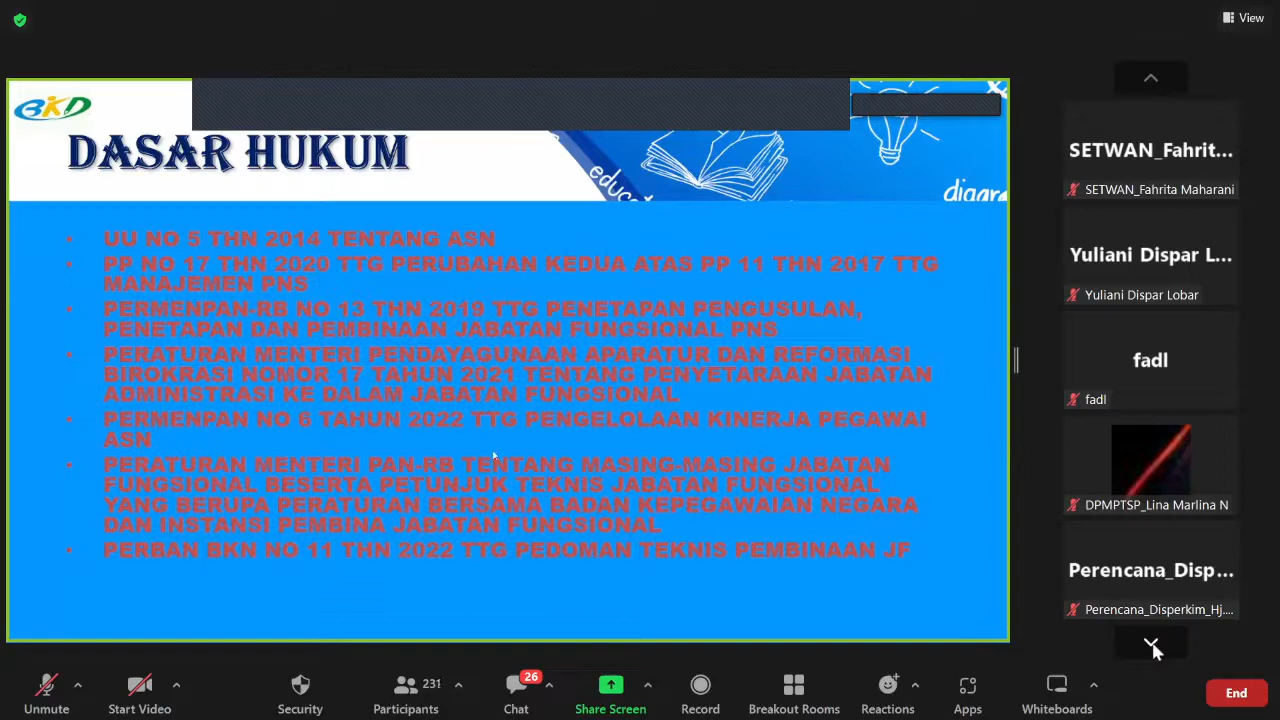 View
BKD
DASAR HUKUM
educ
digara
• UU NO 5 THN 2014 TENTANG ASN
• PP NO 17 THN 2020 TTG PERUBAHAN KEDUA ATAS PP 11 THN 2017 TTG
MANAJEMEN PNS
• PERMENPAN-RB NO 13 THN 2019 TTG PENETAPAN PENGUSULAN,
PENETAPAN DAN PEMBINAAN JABATAN FUNGSIONAL PNS
• PERATURAN MENTERI PENDAYAGUNAAN APARATUR DAN REFORMASI
BIROKRASI NOMOR 17 TAHUN 2021 TENTANG PENYETARAAN JABATAN
ADMINISTRASI KE DALAM JABATAN FUNGSIONAL
• PERMENPAN NO 6 TAHUN 2022 TTG PENGELOLAAN KINERJA PEGAWAI
ASN
• PERATURAN MENTERI PAN-RB TENTANG MASING-MASING JABATAN
FUNGSIONAL BESERTA PETUNJUK TEKNIS JABATAN FUNGSIONAL
YANG BERUPA PERATURAN BERSAMA BADAN KEPEGAWAIAN NEGARA
DAN INSTANSI PEMBINA JABATAN FUNGSIONAL
• PERBAN BKN NO 11 THN 2022 TTG PEDOMAN TEKNIS PEMBINAAN JF
SETWAN_Fahrit...
SETWAN_Fahrita Maharani
Yuliani Dispar L...
Yuliani Dispar Lobar
fadl
fadl
DPMPTSP_Lina Marlina N
Perencana_Disp...
Perencana_Disperkim_Hj....
Unmute
Start Video
Security
231
Participants
26
Chat
Share Screen
Record
Breakout Rooms
Reactions
Apps
Whiteboards
End